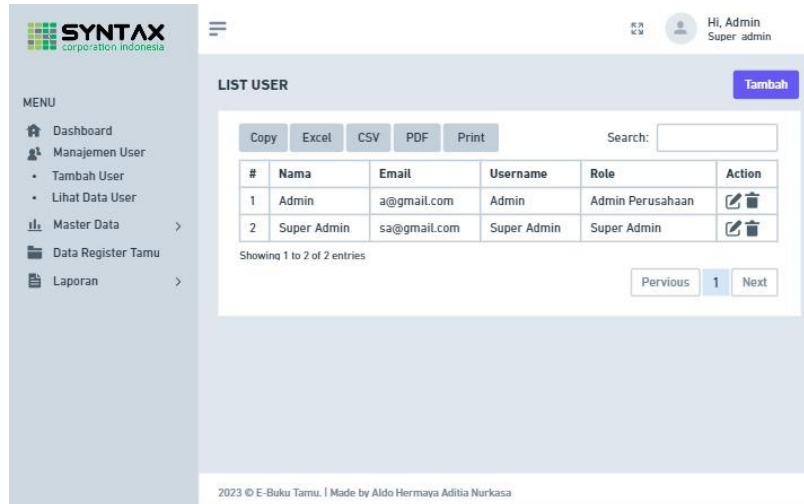 SYNTAX
corporation indonesia
Hi, Admin
Super admin
MENU
Dashboard
Manajemen User
• Tambah User
• Lihat Data User
Master Data >
Data Register Tamu
Laporan >
LIST USER
Tambah
Copy Excel CSV PDF Print Search:
# Nama Email Username Role Action
1 Admin a@gmail.com Admin Admin Perusahaan
2 Super Admin sa@gmail.com Super Admin Super Admin
Showing 1 to 2 of 2 entries
Pervious 1 Next
2023 © E-Buku Tamu. | Made by Aldo Hermaya Aditia Nurkasa